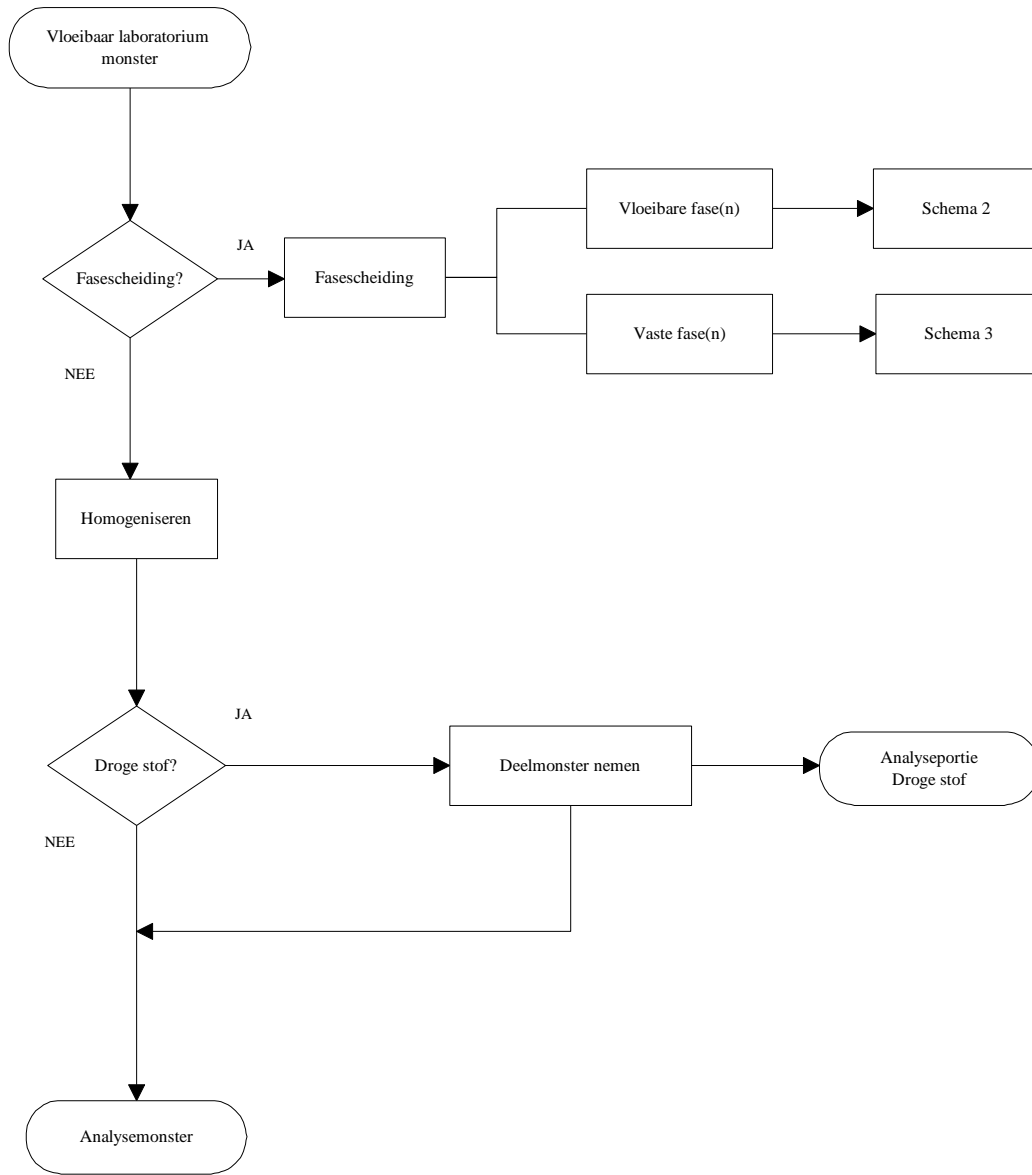 Vloeibaar laboratorium
monster
Fasescheiding?
JA
Fasescheiding
Vloeibare fase(n)
Schema 2
Vaste fase(n)
Schema 3
NEE
Homogeniseren
Droge stof?
JA
Deelmonster nemen
Analyseportie
Droge stof
NEE
Analysemonster